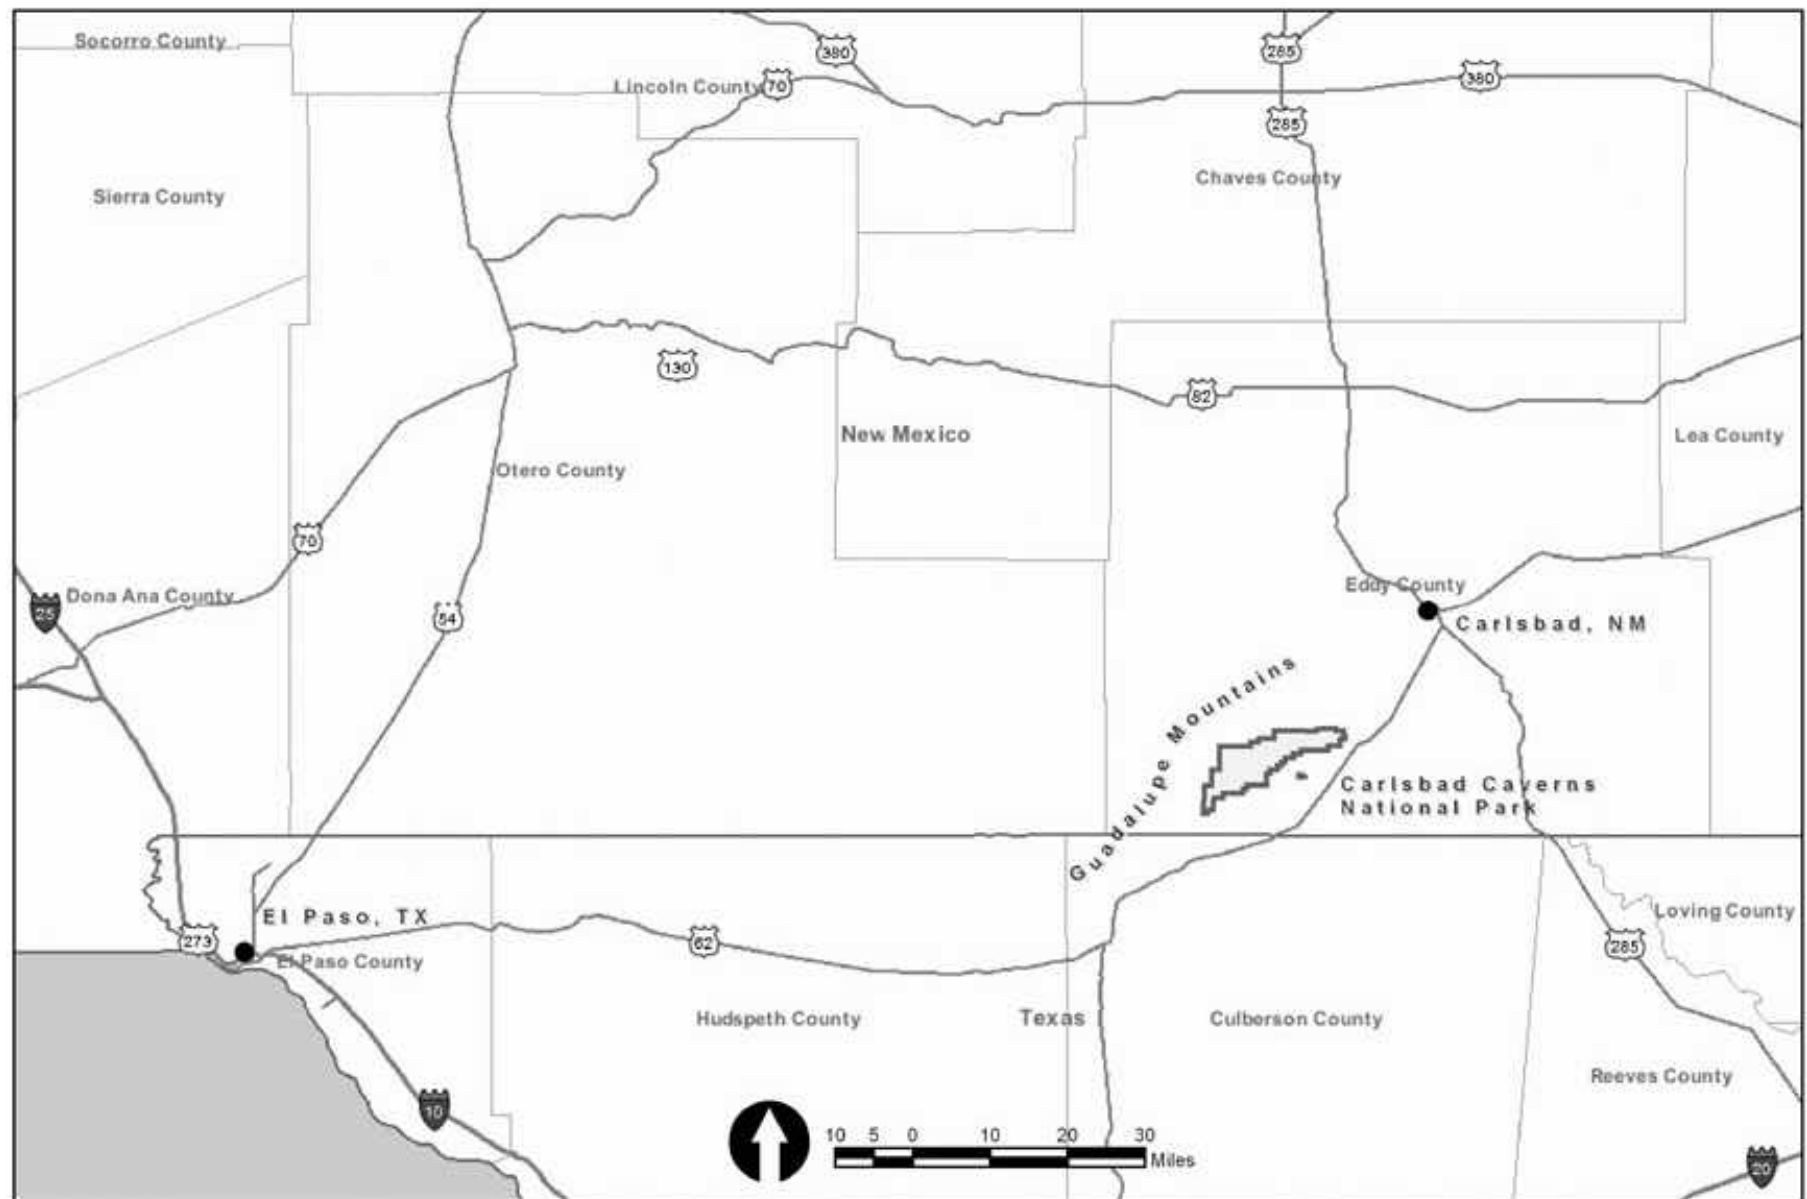 Socorro County
380
285
Lincoln County
70
380
285
Sierra County
Chaves County
130
82
New Mexico
Lea County
Otero County
70
Eddy County
Dona Ana County
25
54
Carlsbad, NM
Guadalupe Mountains
Carlsbad Caverns
National Park
El Paso, TX
Loving County
273
62
285
El Paso County
Hudspeth County
Texas
Culberson County
Reeves County
10
10 5 0 10 20 30
Miles
20